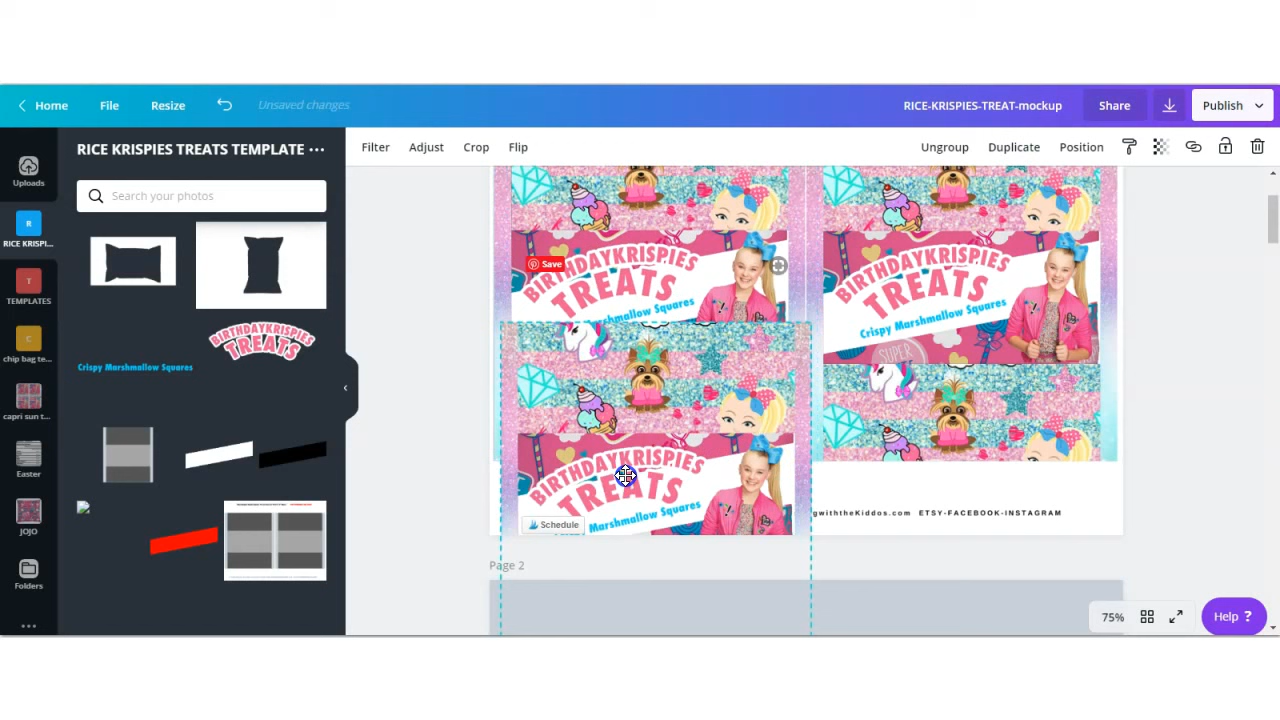 Home File Resize Unsaved changes RICE-KRISPIES-TREAT-mockup Share Publish
RICE KRISPIES TREATS TEMPLATE ...
Filter Adjust Crop Flip Ungroup Duplicate Position
Uploads
Search your photos
R
RICE KRISPI...
T
TEMPLATES
C
chip bag te...
capri sun t...
Easter
JOJO
Folders
BIRTHDAYKRISPIES
TREATS
Crispy Marshmallow Squares
Save
BIRTHDAYKRISPIES
TREATS
Marshmallow Squares
BIRTHDAYKRISPIES
TREATS
Crispy Marshmallow Squares
SUPER
BIRTHDAYKRISPIES
TREATS
Marshmallow Squares
Schedule
gwiththeKiddos.com ETSY-FACEBOOK-INSTAGRAM
Page 2
75%
Help ?